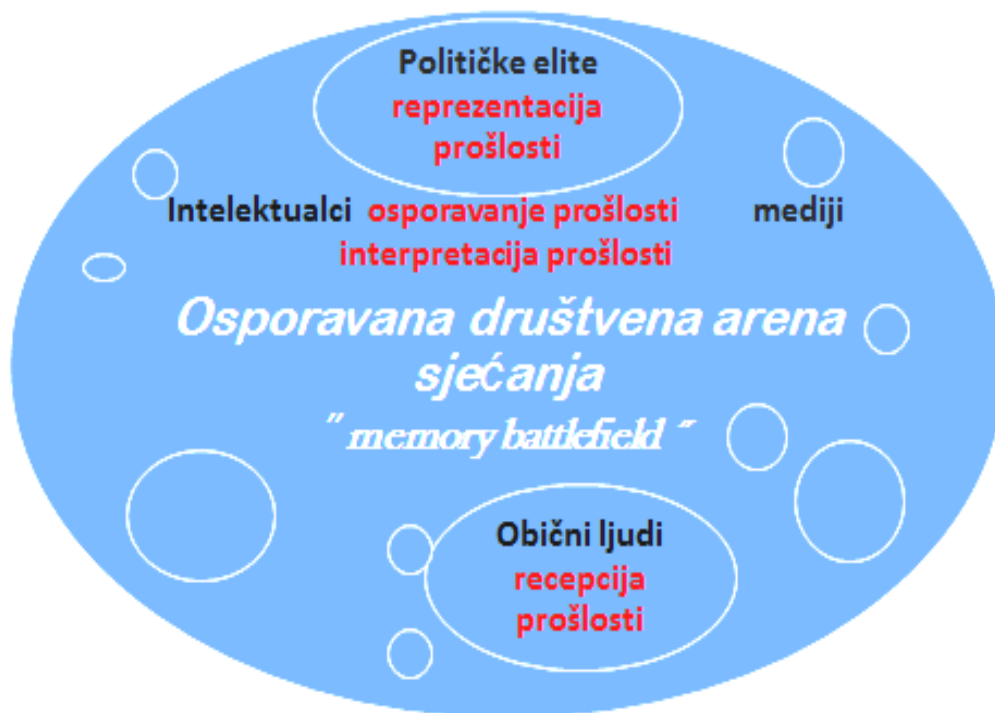 Političke elite
reprezentacija
prošlosti
Intelektualci osporavanje prošlosti mediji
interpretacija prošlosti
Osporavana društvena arena
sjećanja
" memory battlefield "
Obični ljudi
recepcija
prošlosti